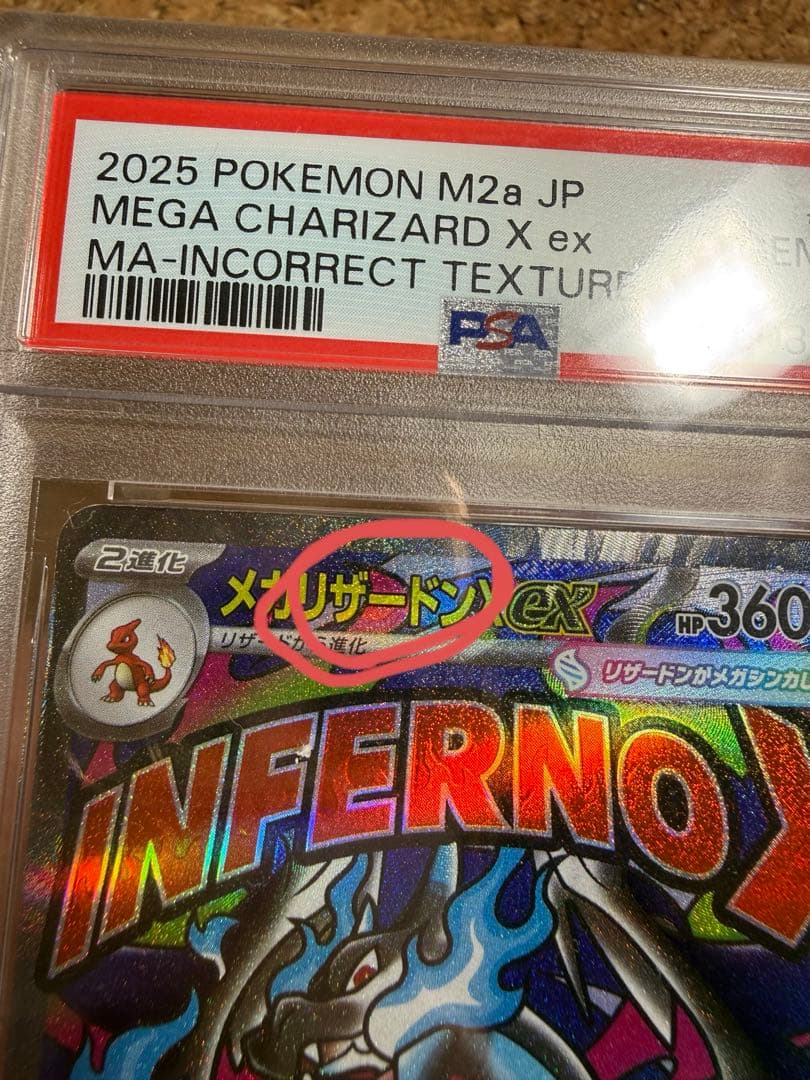 2025 POKEMON M2a JP
MEGA CHARIZARD X ex
MA-INCORRECT TEXTURE
PSA
2進化
メガリザードンX ex
HP 360
リザードから進化
リザードンがメガシンカ
INFERNO X